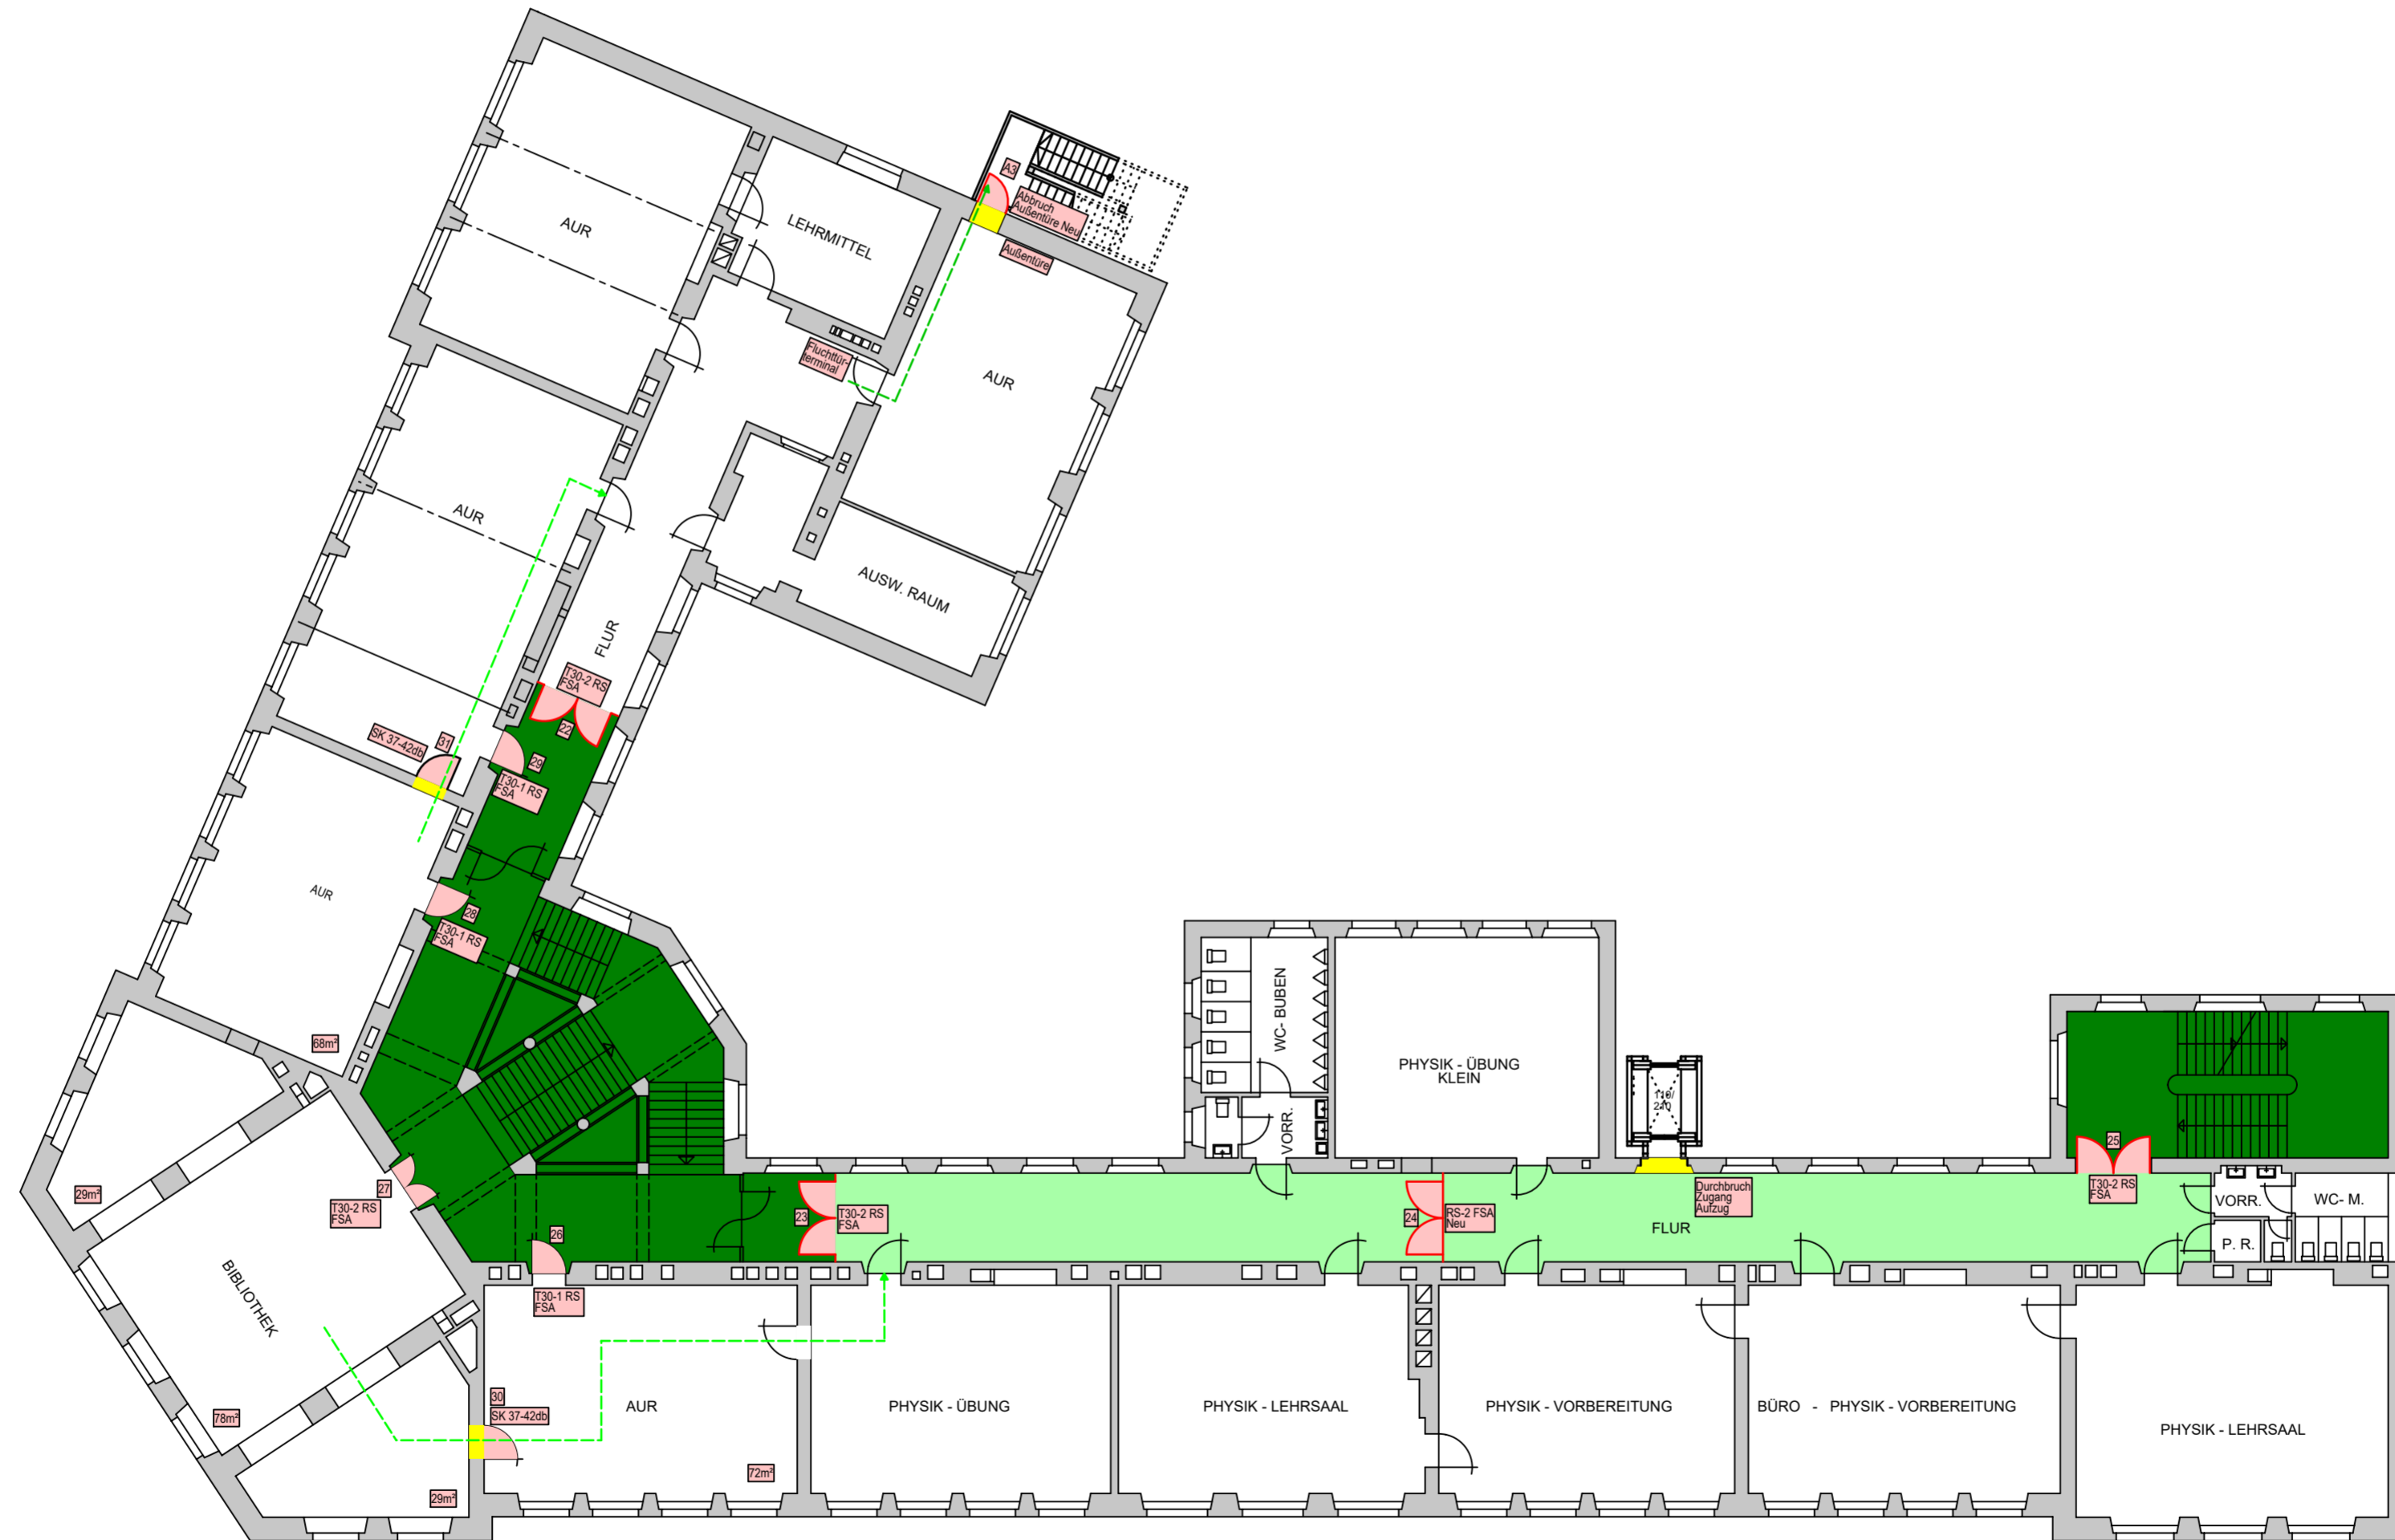 A3
Abbruch
Außentüre Neu
Außentüre
AUR
LEHRMITTEL
Fluchttür-
terminal
AUR
AUR
AUSW. RAUM
FLUR
T30-2 RS
FSA
22
SK 37-42db
31
29
T30-1 RS
FSA
AUR
28
T30-1 RS
FSA
68m²
29m²
27
T30-2 RS
FSA
BIBLIOTHEK
78m²
29m²
26
T30-1 RS
FSA
23
T30-2 RS
FSA
WC- BUBEN
VORR.
PHYSIK - ÜBUNG
KLEIN
110/
210
24
RS-2 FSA
Neu
Durchbruch
Zugang
Aufzug
FLUR
25
T30-2 RS
FSA
VORR.
WC- M.
P. R.
30
SK 37-42db
AUR
72m²
PHYSIK - ÜBUNG
PHYSIK - LEHRSAAL
PHYSIK - VORBEREITUNG
BÜRO - PHYSIK - VORBEREITUNG
PHYSIK - LEHRSAAL